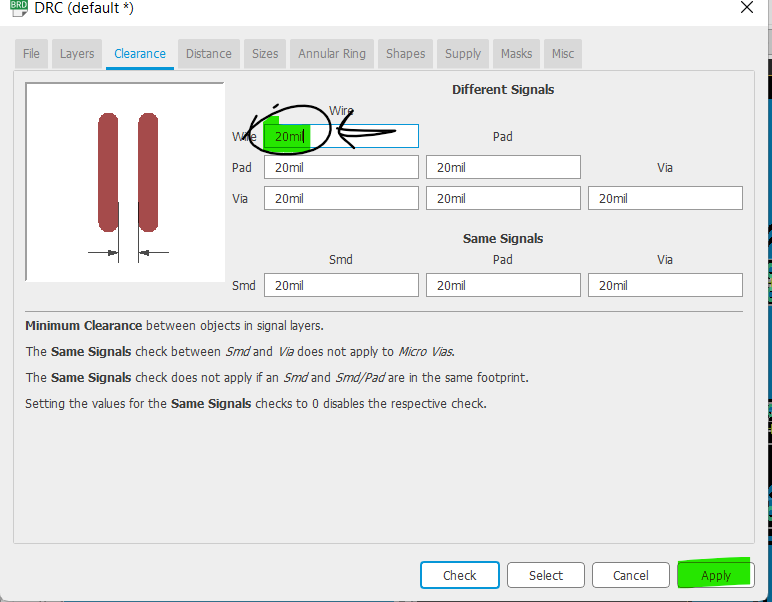 BRD DRC (default *)
File Layers Clearance Distance Sizes Annular Ring Shapes Supply Masks Misc
Different Signals
Wire
Wire 20mil Pad
Pad 20mil 20mil Via
Via 20mil 20mil 20mil
Same Signals
Smd Pad Via
Smd 20mil 20mil 20mil
Minimum Clearance between objects in signal layers.
The Same Signals check between Smd and Via does not apply to Micro Vias.
The Same Signals check does not apply if an Smd and Smd/Pad are in the same footprint.
Setting the values for the Same Signals checks to 0 disables the respective check.
Check Select Cancel Apply